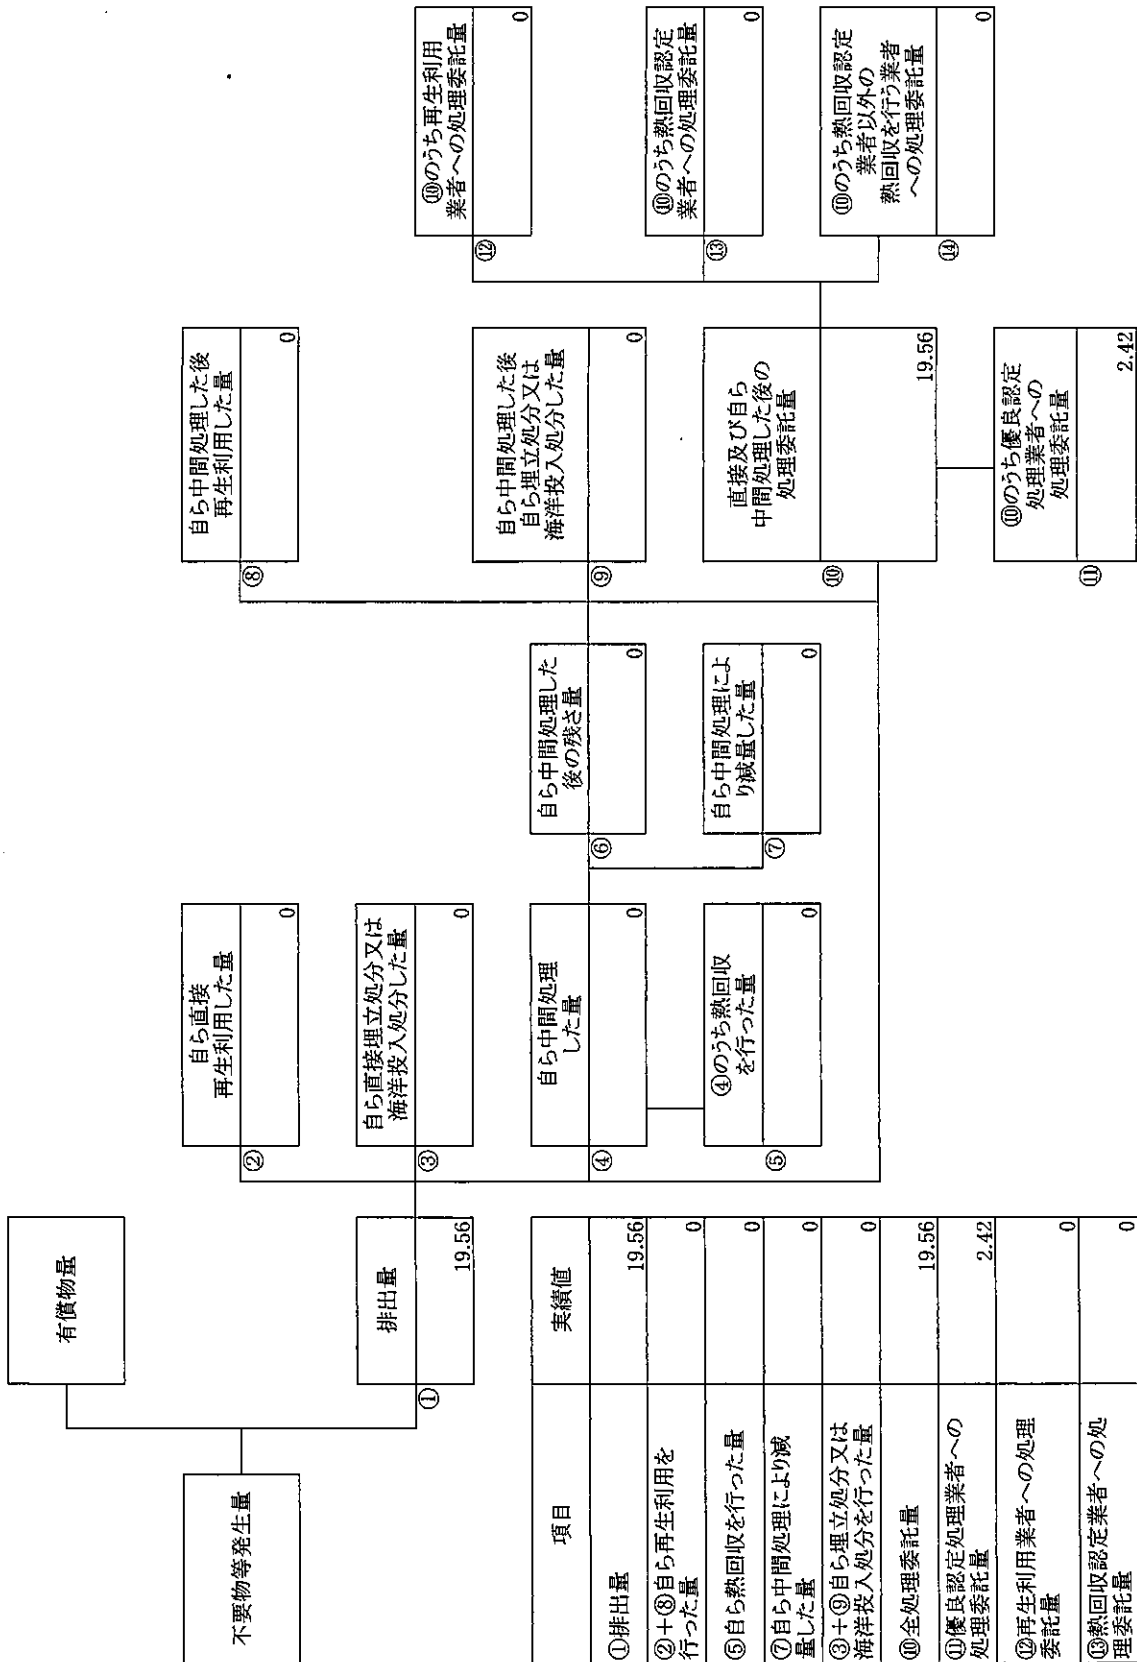 不要物等発生量
有償物量
排出量
①
19.56
自ら直接
再生利用した量
②
0
自ら直接埋立処分又は
海洋投入処分した量
③
0
自ら中間処理
した量
④
0
④のうち熱回収
を行った量
⑤
0
自ら中間処理した
後の残さ量
⑥
0
自ら中間処理によ
り減量した量
⑦
0
自ら中間処理した後
再生利用した量
⑧
0
自ら中間処理した後
自ら埋立処分又は
海洋投入処分した量
⑨
0
直接及び自ら
中間処理した後の
処理委託量
⑩
19.56
⑩のうち優良認定
処理業者への
処理委託量
⑪
2.42
⑩のうち再生利用
業者への処理委託量
⑫
0
⑩のうち熱回収認定
業者への処理委託量
⑬
0
⑩のうち熱回収認定
業者以外の
熱回収を行う業者
への処理委託量
⑭
0
項目
実績値
①排出量
19.56
②+⑧自ら再生利用を
行った量
0
⑤自ら熱回収を行った量
0
⑦自ら中間処理により減
量した量
0
③+⑨自ら埋立処分又は
海洋投入処分を行った量
0
⑩全処理委託量
19.56
⑪優良認定処理業者への
処理委託量
2.42
⑫再生利用業者への処理
委託量
0
⑬熱回収認定業者への処
理委託量
0